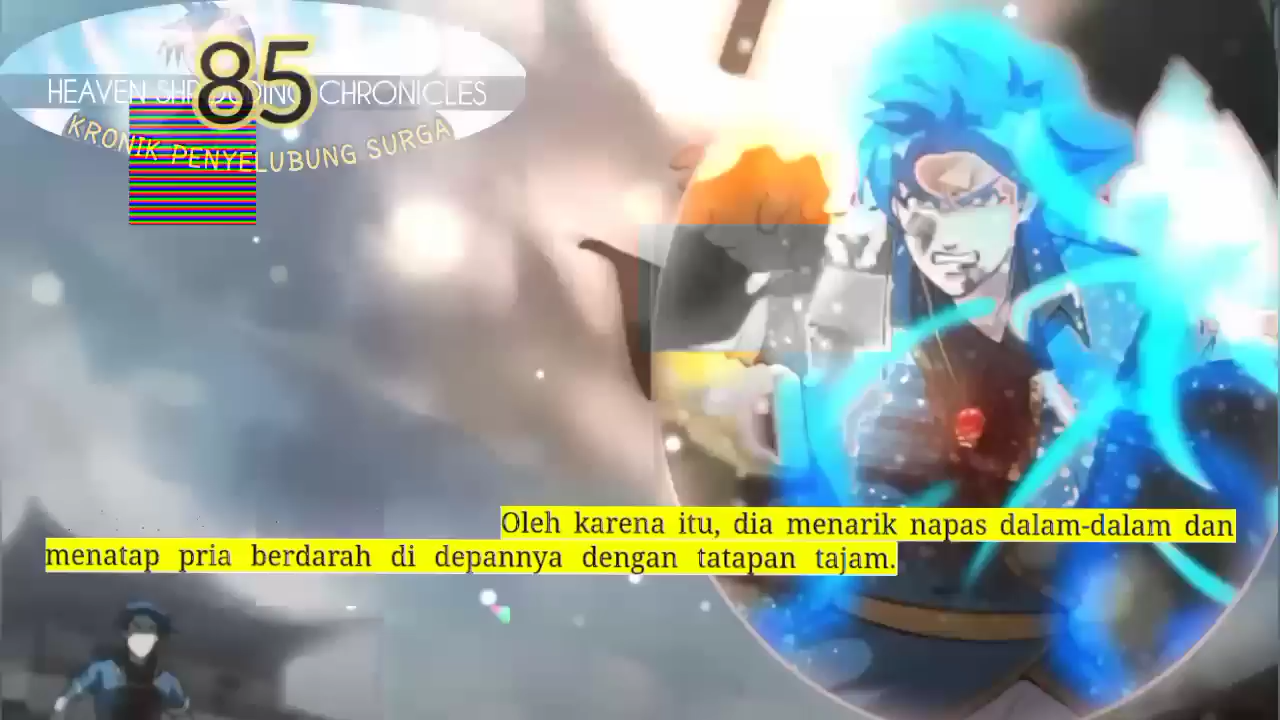 85
HEAVEN SHROUDING CHRONICLES
KRONIK PENYELUBUNG SURGA
Oleh karena itu, dia menarik napas dalam-dalam dan
menatap pria berdarah di depannya dengan tatapan tajam.